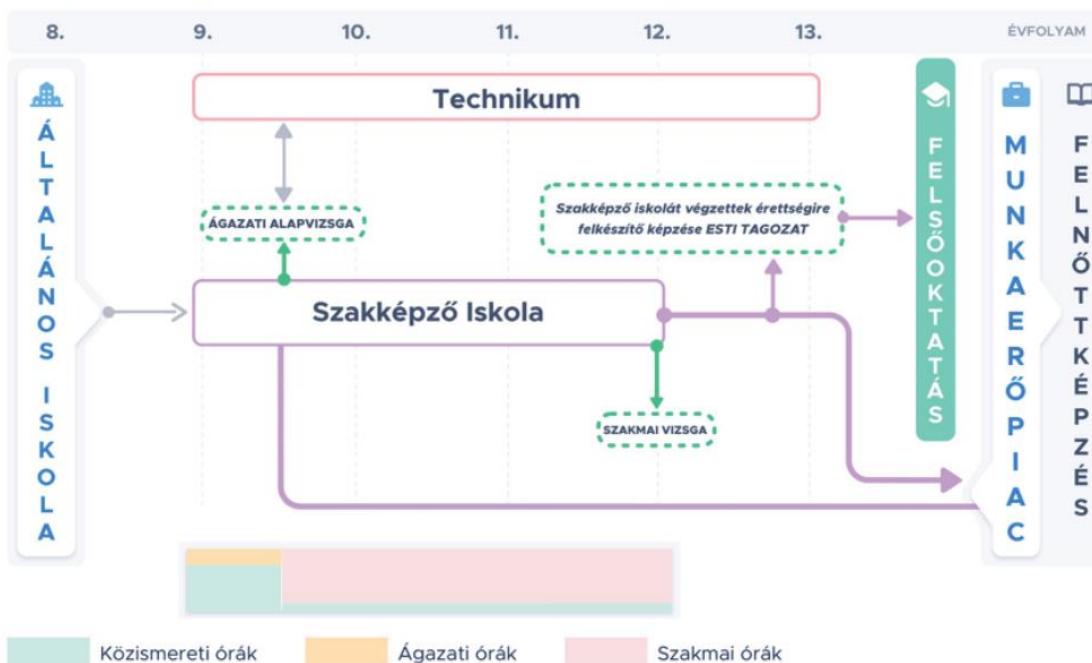 8. 9. 10. 11. 12. 13. ÉVFOLYAM
ÁLTALÁNOS ISKOLA
Technikum
ÁGAZATI ALAPVIZSGA
Szakképző iskolát végzettek érettségire
felkészítő képzése ESTI TAGOZAT
Szakképző Iskola
SZAKMAI VIZSGA
FELSŐOKTATÁS
MUNKAERŐPIAC
FELNŐTTKÉPZÉS
Közismereti órák
Ágazati órák
Szakmai órák